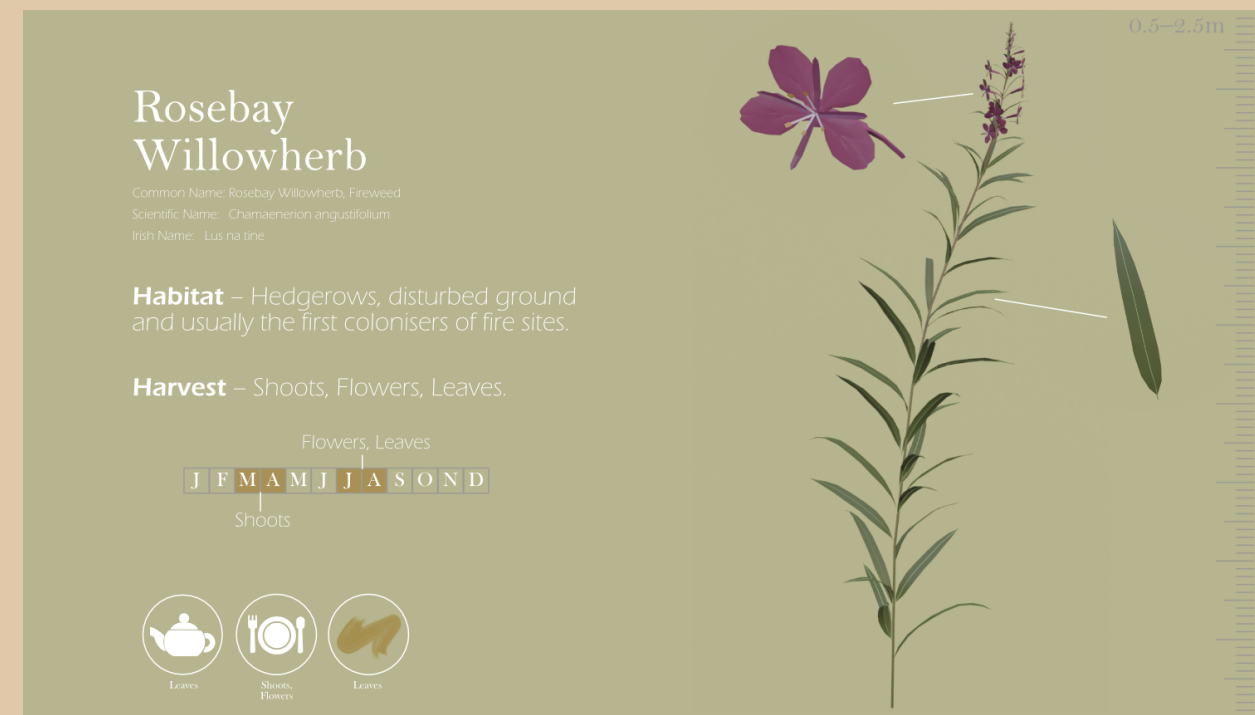 0.5–2.5m
Rosebay
Willowherb
Common Name: Rosebay Willowherb, Fireweed
Scientific Name: Chamaenerion angustifolium
Irish Name: Lus na tine
Habitat – Hedgerows, disturbed ground
and usually the first colonisers of fire sites.
Harvest – Shoots, Flowers, Leaves.
Flowers, Leaves
J F M A M J J A S O N D
Shoots
Leaves
Shoots,
Flowers
Leaves